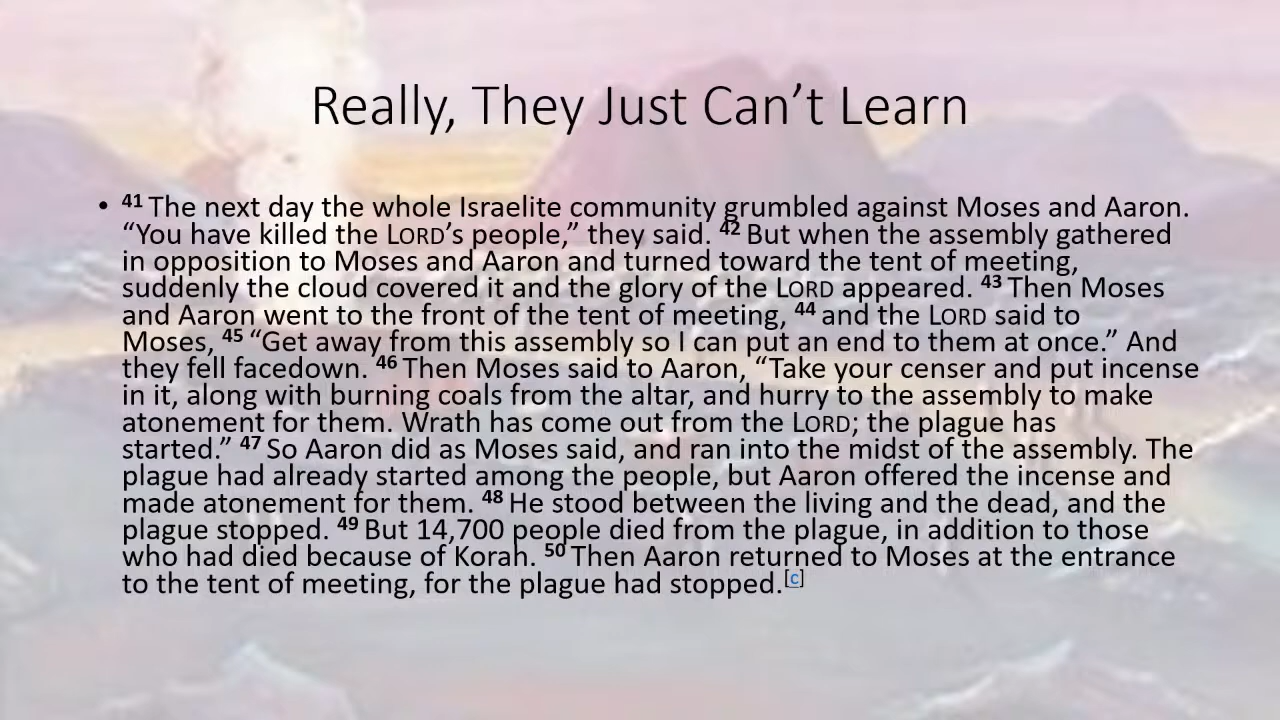 Really, They Just Can’t Learn
• 41 The next day the whole Israelite community grumbled against Moses and Aaron.
“You have killed the LORD’s people,” they said. 42 But when the assembly gathered
in opposition to Moses and Aaron and turned toward the tent of meeting,
suddenly the cloud covered it and the glory of the LORD appeared. 43 Then Moses
and Aaron went to the front of the tent of meeting, 44 and the LORD said to
Moses, 45 “Get away from this assembly so I can put an end to them at once.” And
they fell facedown. 46 Then Moses said to Aaron, “Take your censer and put incense
in it, along with burning coals from the altar, and hurry to the assembly to make
atonement for them. Wrath has come out from the LORD; the plague has
started.” 47 So Aaron did as Moses said, and ran into the midst of the assembly. The
plague had already started among the people, but Aaron offered the incense and
made atonement for them. 48 He stood between the living and the dead, and the
plague stopped. 49 But 14,700 people died from the plague, in addition to those
who had died because of Korah. 50 Then Aaron returned to Moses at the entrance
to the tent of meeting, for the plague had stopped.[c]